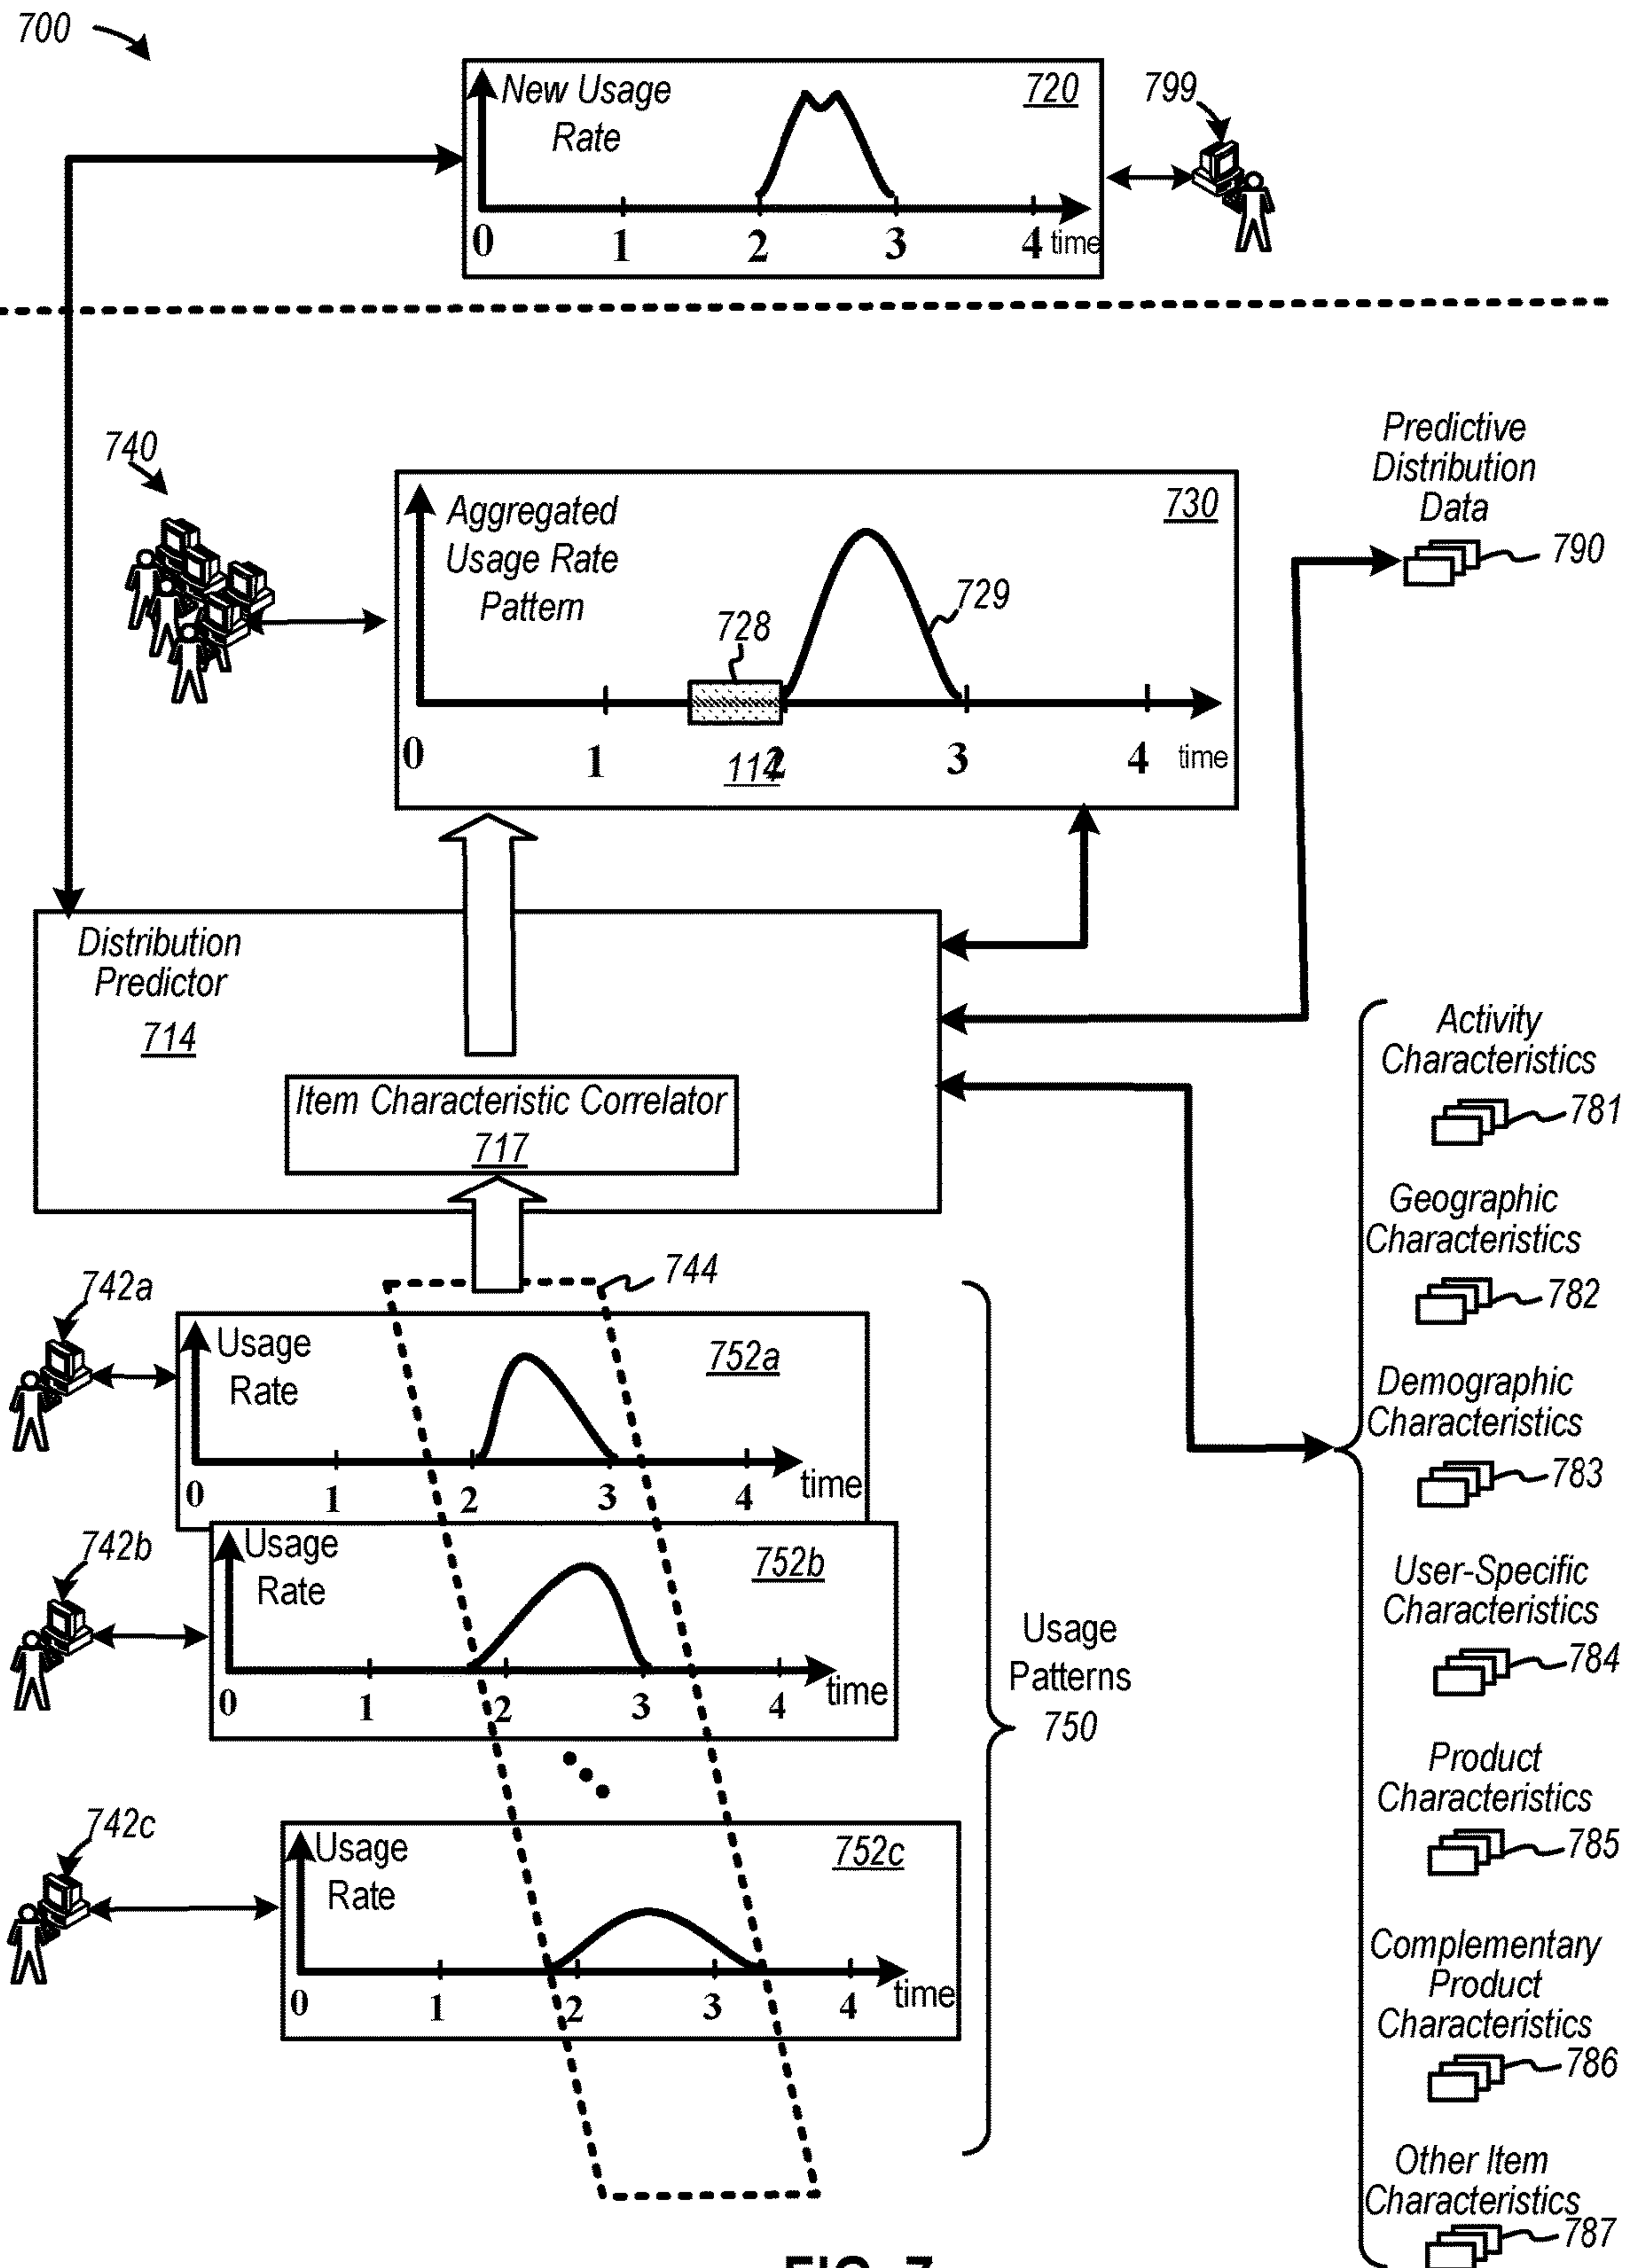 700
New Usage
Rate
720
799
0 1 2 3 4 time
740
Aggregated
Usage Rate
Pattern
730
728
729
0 1 2 3 4 time
114
Predictive
Distribution
Data
790
Distribution
Predictor
714
Item Characteristic Correlator
717
744
742a
Usage
Rate
752a
0 1 2 3 4 time
742b
Usage
Rate
752b
0 1 2 3 4 time
742c
Usage
Rate
752c
0 1 2 3 4 time
Usage
Patterns
750
Activity
Characteristics
781
Geographic
Characteristics
782
Demographic
Characteristics
783
User-Specific
Characteristics
784
Product
Characteristics
785
Complementary
Product
Characteristics
786
Other Item
Characteristics
787
FIG. 7